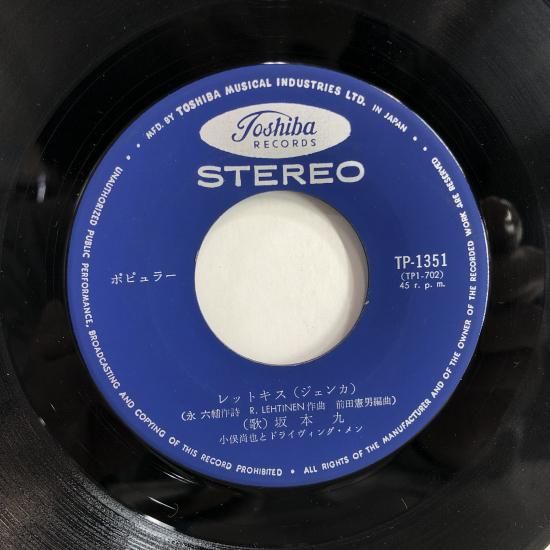 MFD. BY TOSHIBA MUSICAL INDUSTRIES LTD. IN JAPAN.
Toshiba
RECORDS
STEREO
ポピュラー
TP-1351
(TP1-702)
45 r. p. m.
レットキス (ジェンカ)
(永 六輔作詩 R. LEHTINEN作曲 前田憲男編曲)
(歌) 坂本 九
小俣尚也とドライヴィング・メン
UNAUTHORIZED PUBLIC PERFORMANCE, BROADCASTING AND COPYING OF THIS RECORD PROHIBITED • ALL RIGHTS OF THE MANUFACTURER AND OF THE OWNER OF THE RECORDED WORK ARE RESERVED